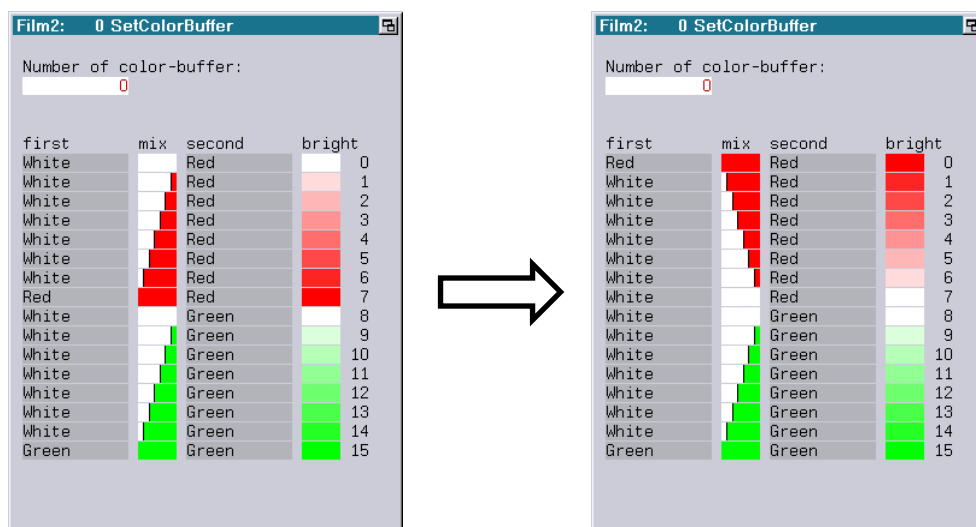 Film2: 0 SetColorBuffer
Number of color-buffer:
0
first mix second bright
White Red 0
White Red 1
White Red 2
White Red 3
White Red 4
White Red 5
White Red 6
Red Red 7
White Green 8
White Green 9
White Green 10
White Green 11
White Green 12
White Green 13
White Green 14
Green Green 15
Film2: 0 SetColorBuffer
Number of color-buffer:
0
first mix second bright
Red Red 0
White Red 1
White Red 2
White Red 3
White Red 4
White Red 5
White Red 6
White Red 7
White Green 8
White Green 9
White Green 10
White Green 11
White Green 12
White Green 13
White Green 14
Green Green 15